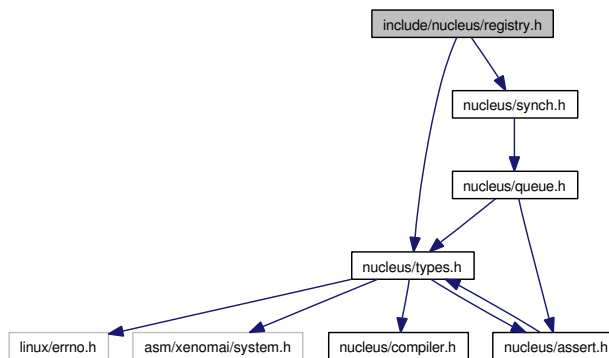 include/nucleus/registry.h
nucleus/synch.h
nucleus/queue.h
nucleus/types.h
linux/errno.h
asm/xenomai/system.h
nucleus/compiler.h
nucleus/assert.h